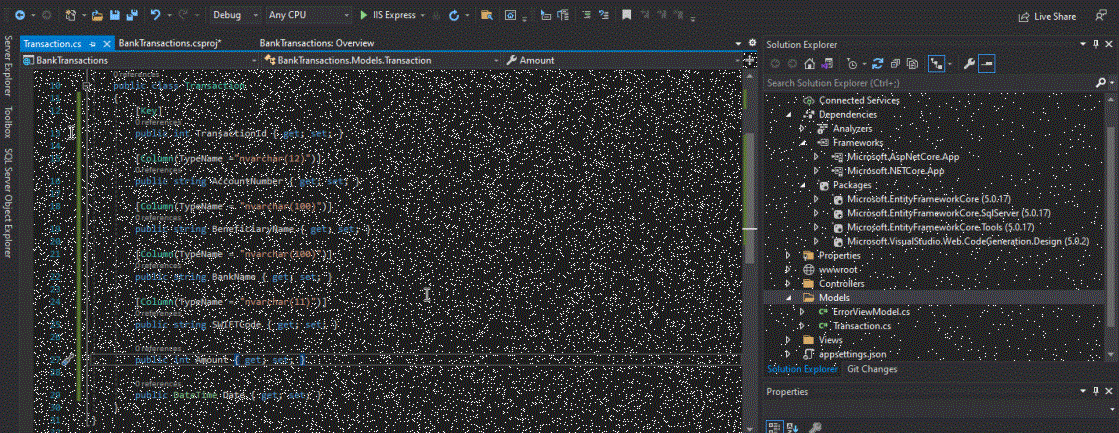 Debug
Any CPU
IIS Express
Live Share
Server Explorer
Toolbox
SQL Server Object Explorer
Transaction.cs
BankTransactions.csproj*
BankTransactions: Overview
BankTransactions
BankTransactions.Models.Transaction
Amount
0 references
public class Transaction
{
[Key]
0 references
public int TransactionId { get; set; }
[Column(TypeName ="nvarchar(12)")]
0 references
public string AccountNumber { get; set; }
[Column(TypeName = "nvarchar(100)")]
0 references
public string BeneficiaryName { get; set; }
[Column(TypeName = "nvarchar(100)")]
0 references
public string BankName { get; set; }
[Column(TypeName = "nvarchar(11)")]
0 references
public string SWIFTCode { get; set; }
0 references
public int Amount { get; set; }
0 references
public DateTime Date { get; set; }
}
}
Solution Explorer
Search Solution Explorer (Ctrl+;)
Connected Services
Dependencies
Analyzers
Frameworks
Microsoft.AspNetCore.App
Microsoft.NETCore.App
Packages
Microsoft.EntityFrameworkCore (5.0.17)
Microsoft.EntityFrameworkCore.SqlServer (5.0.17)
Microsoft.EntityFrameworkCore.Tools (5.0.17)
Microsoft.VisualStudio.Web.CodeGeneration.Design (5.0.2)
Properties
wwwroot
Controllers
Models
ErrorViewModel.cs
Transaction.cs
Views
appsettings.json
Solution Explorer
Git Changes
Properties